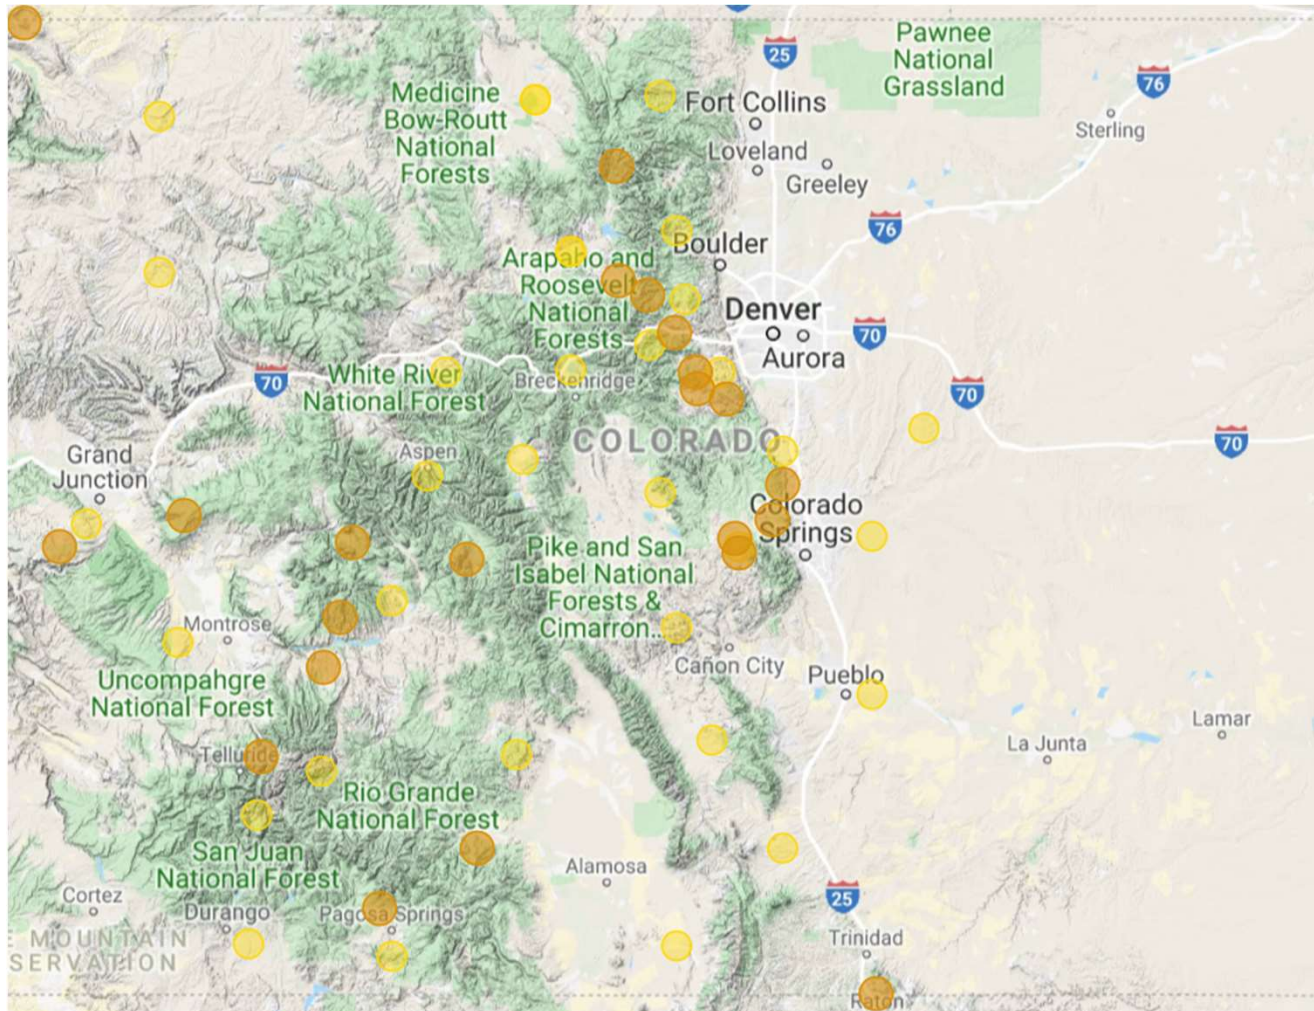 25
Pawnee
National
Grassland
76
Medicine
Bow-Routt
National
Forests
Fort Collins
Sterling
Loveland
Greeley
76
Boulder
Arapaho and
Roosevelt
National
Forests
Denver
Aurora
70
70
White River
National Forest
Breckenridge
70
COLORADO
70
Grand
Junction
Aspen
Colorado
Springs
Pike and San
Isabel National
Forests &
Cimarron...
Montrose
Cañon City
Pueblo
Uncompahgre
National Forest
Lamar
La Junta
Telluride
Rio Grande
National Forest
San Juan
National Forest
Alamosa
Cortez
Durango
Pagosa Springs
25
E MOUNTAIN
SERVATION
Trinidad
Raton